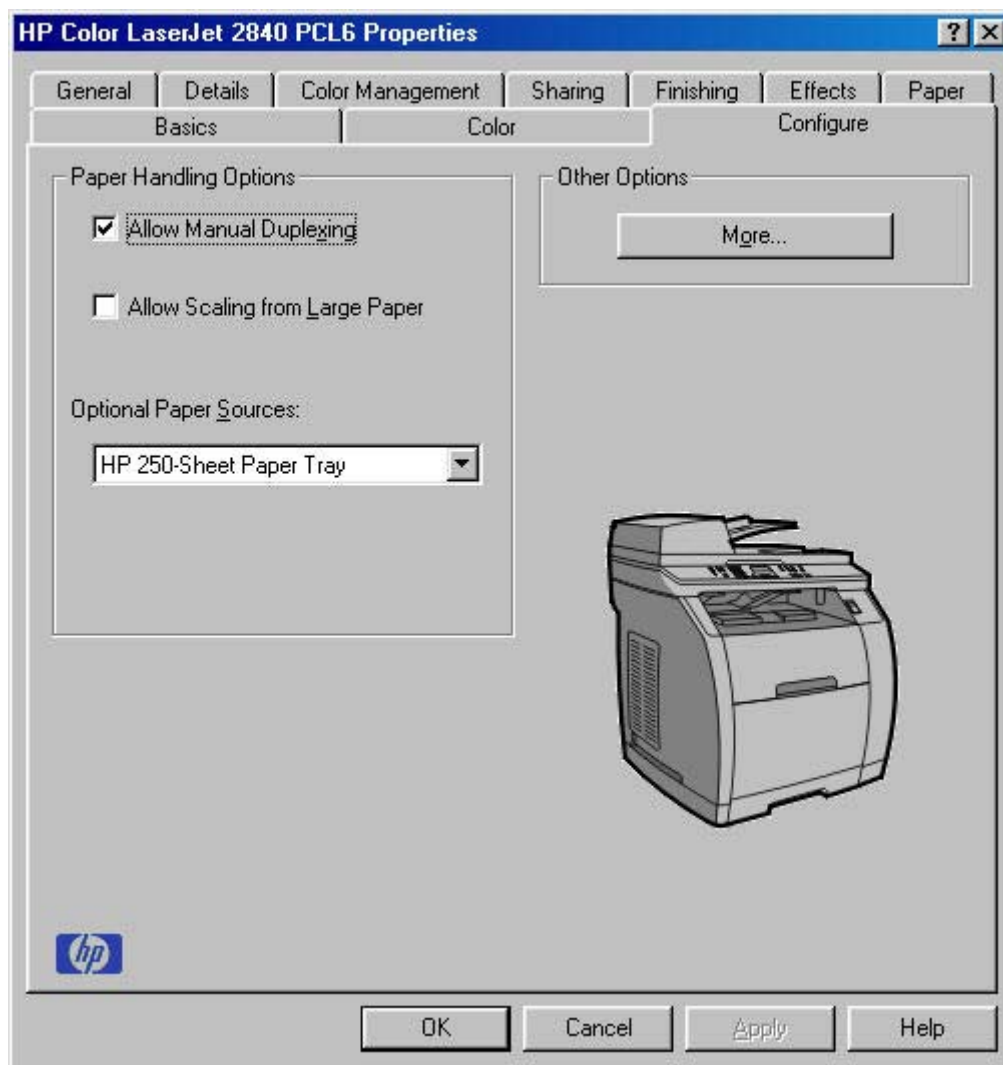 HP Color LaserJet 2840 PCL6 Properties
General Details Color Management Sharing Finishing Effects Paper
Basics Color Configure
Paper Handling Options
Allow Manual Duplexing
Allow Scaling from Large Paper
Optional Paper Sources:
HP 250-Sheet Paper Tray
Other Options
More...
hp
OK Cancel Apply Help